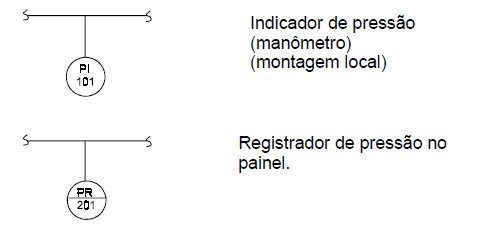 Indicador de pressão
(manômetro)
(montagem local)
PI
101
Registrador de pressão no
painel.
PR
201